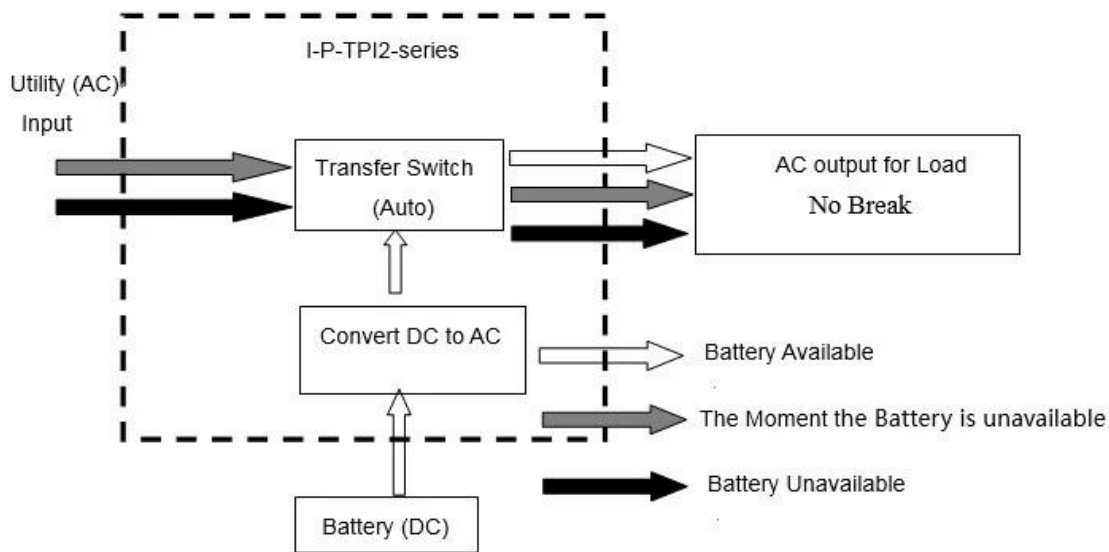 I-P-TPI2-series
Utility (AC)
Input
Transfer Switch
(Auto)
AC output for Load
No Break
Convert DC to AC
Battery Available
The Moment the Battery is unavailable
Battery Unavailable
Battery (DC)